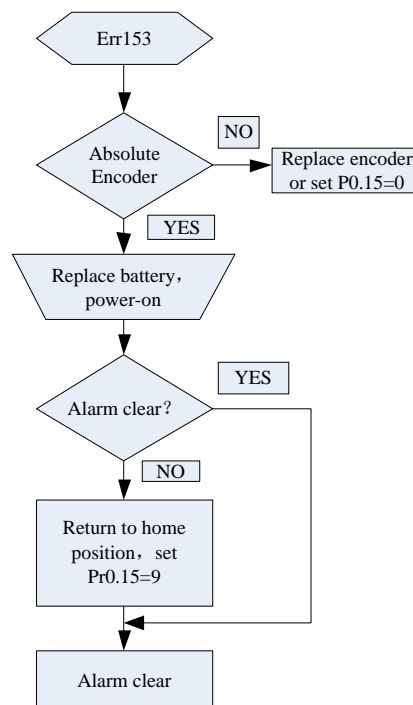 Err153
Absolute
Encoder
NO
Replace encoder
or set P0.15=0
YES
Replace battery，
power-on
YES
Alarm clear？
NO
Return to home
position，set
Pr0.15=9
Alarm clear